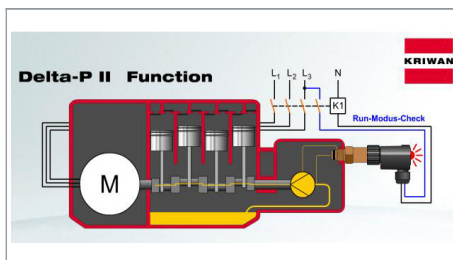 L1 L2 L3 N
KRIWAN
Delta-P II Function
K1
Run-Modus-Check
M